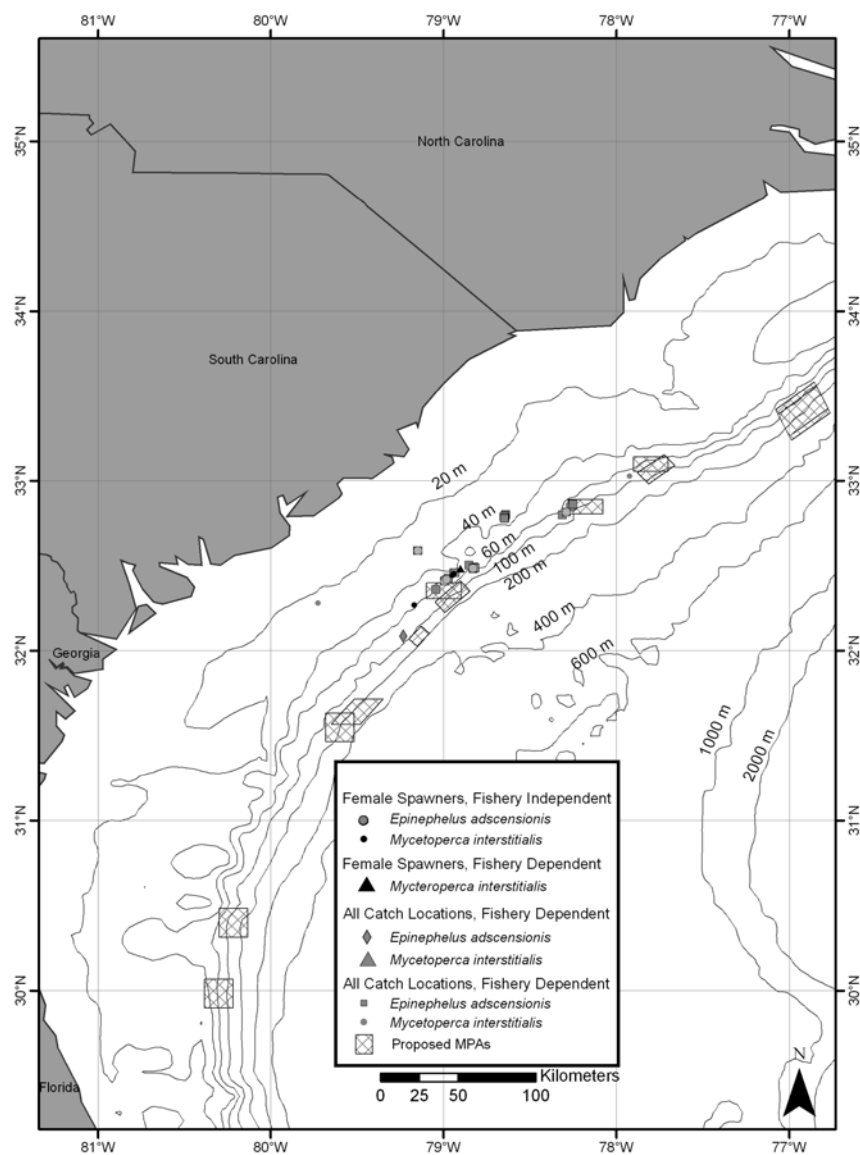 81°W 80°W 79°W 78°W 77°W
35°N 35°N
North Carolina
34°N 34°N
South Carolina
33°N 33°N
20 m
40 m
60 m
100 m
200 m
400 m
600 m
1000 m
2000 m
32°N 32°N
Georgia
31°N 31°N
30°N 30°N
Florida
Female Spawners, Fishery Independent
Epinephelus adscensionis
Mycetoperca interstitialis
Female Spawners, Fishery Dependent
Mycteroperca interstitialis
All Catch Locations, Fishery Dependent
Epinephelus adscensionis
Mycetoperca interstitialis
All Catch Locations, Fishery Dependent
Epinephelus adscensionis
Mycetoperca interstitialis
Proposed MPAs
Kilometers
0 25 50 100
N
81°W 80°W 79°W 78°W 77°W